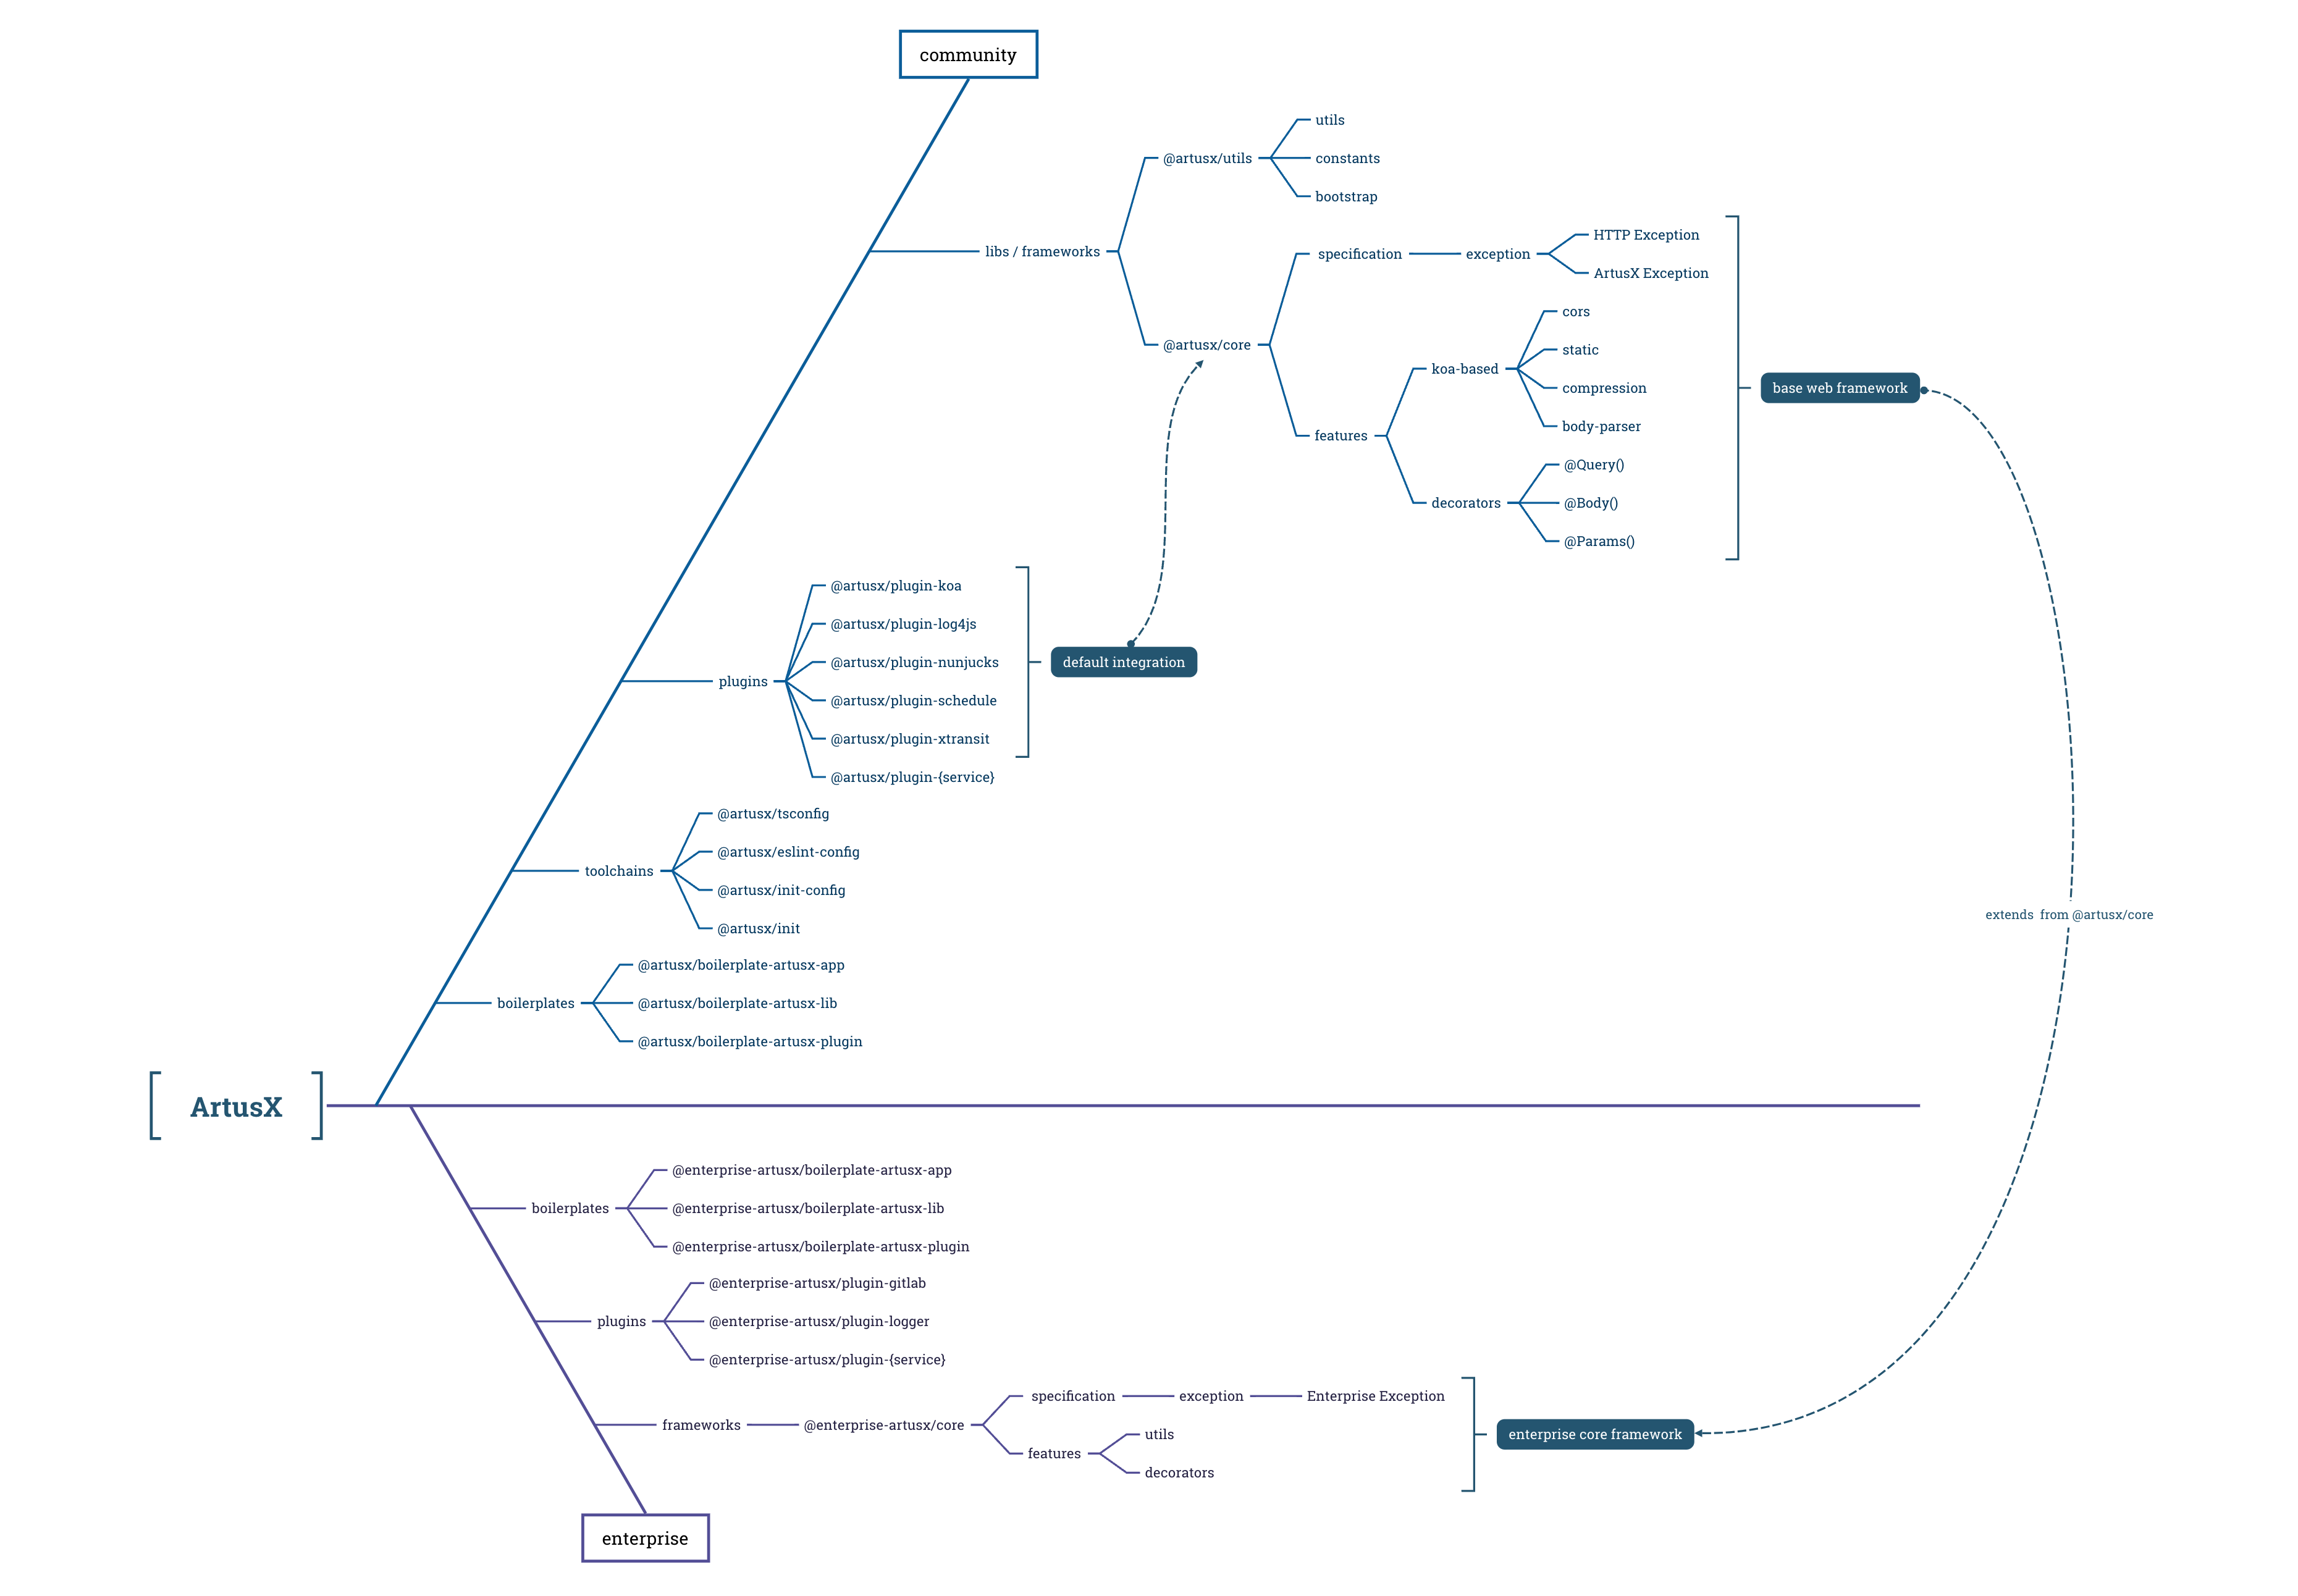 community
utils
@artusx/utils
constants
bootstrap
libs / frameworks
HTTP Exception
specification
exception
ArtusX Exception
@artusx/core
cors
static
koa-based
compression
body-parser
base web framework
features
@Query()
decorators
@Body()
@Params()
@artusx/plugin-koa
@artusx/plugin-log4js
@artusx/plugin-nunjucks
default integration
plugins
@artusx/plugin-schedule
@artusx/plugin-xtransit
@artusx/plugin-{service}
@artusx/tsconfig
@artusx/eslint-config
toolchains
@artusx/init-config
@artusx/init
extends  from @artusx/core
@artusx/boilerplate-artusx-app
boilerplates
@artusx/boilerplate-artusx-lib
@artusx/boilerplate-artusx-plugin
ArtusX
@enterprise-artusx/boilerplate-artusx-app
boilerplates
@enterprise-artusx/boilerplate-artusx-lib
@enterprise-artusx/boilerplate-artusx-plugin
@enterprise-artusx/plugin-gitlab
plugins
@enterprise-artusx/plugin-logger
@enterprise-artusx/plugin-{service}
specification
exception
Enterprise Exception
frameworks
@enterprise-artusx/core
utils
features
decorators
enterprise core framework
enterprise